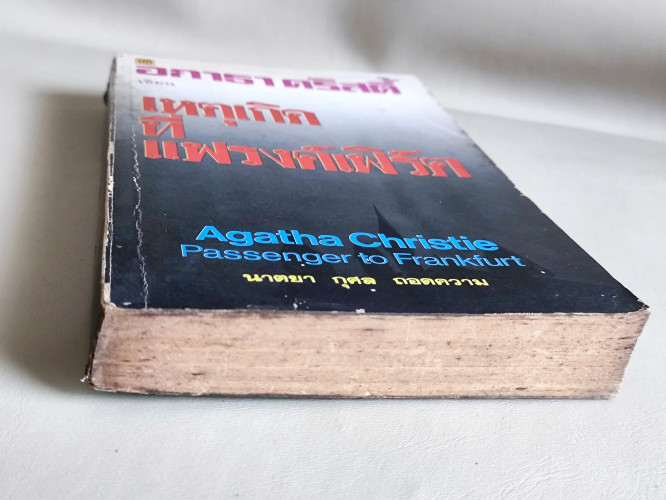 อกาธา คริสตี้
เขียน
เหตุเกิด
ที่
แฟรงค์เฟิร์ต
Agatha Christie
Passenger to Frankfurt
นาตยา กุศล ถอดความ